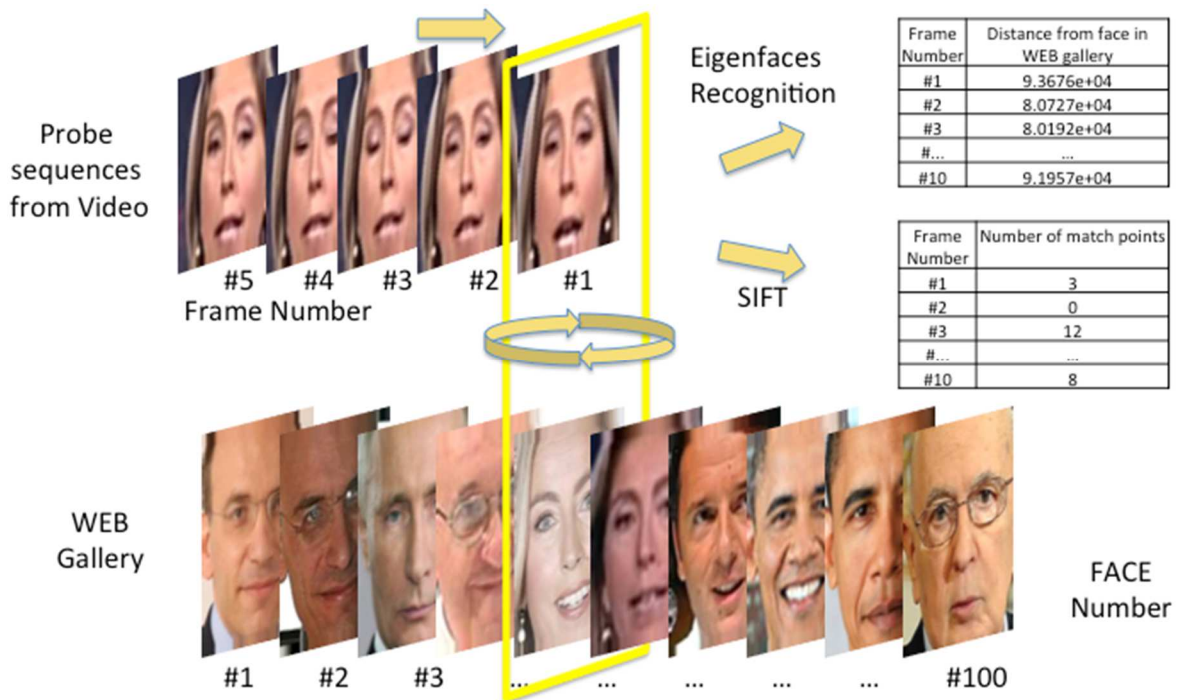 Probe
sequences
from Video
#5
#4
#3
#2
#1
Frame Number
Eigenfaces
Recognition
SIFT
Frame Number	Distance from face in WEB gallery
#1	9.3676e+04
#2	8.0727e+04
#3	8.0192e+04
#...	...
#10	9.1957e+04
Frame Number	Number of match points
#1	3
#2	0
#3	12
#...	...
#10	8
WEB
Gallery
FACE
Number
#1
#2
#3
...
...
...
...
...
#100